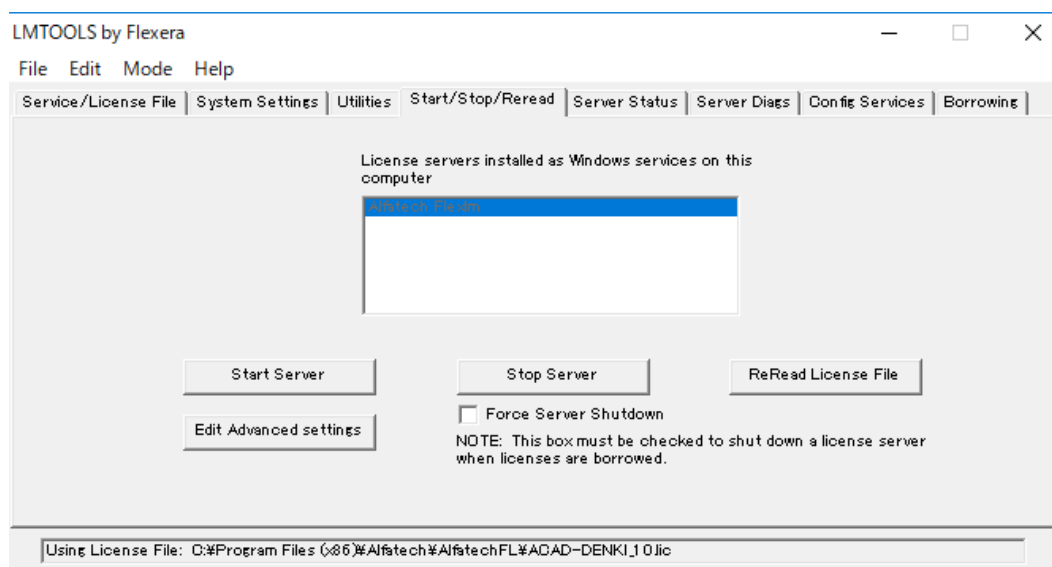 LMTOOLS by Flexera
File Edit Mode Help
Service/License File System Settings Utilities Start/Stop/Reread Server Status Server Diags Config Services Borrowing
License servers installed as Windows services on this
computer
Alfatech-Flexlm
Start Server Stop Server ReRead License File
Edit Advanced settings
Force Server Shutdown
NOTE: This box must be checked to shut down a license server
when licenses are borrowed.
Using License File: C:¥Program Files (x86)¥Alfatech¥AlfatechFL¥ACAD-DENKI_10.lic